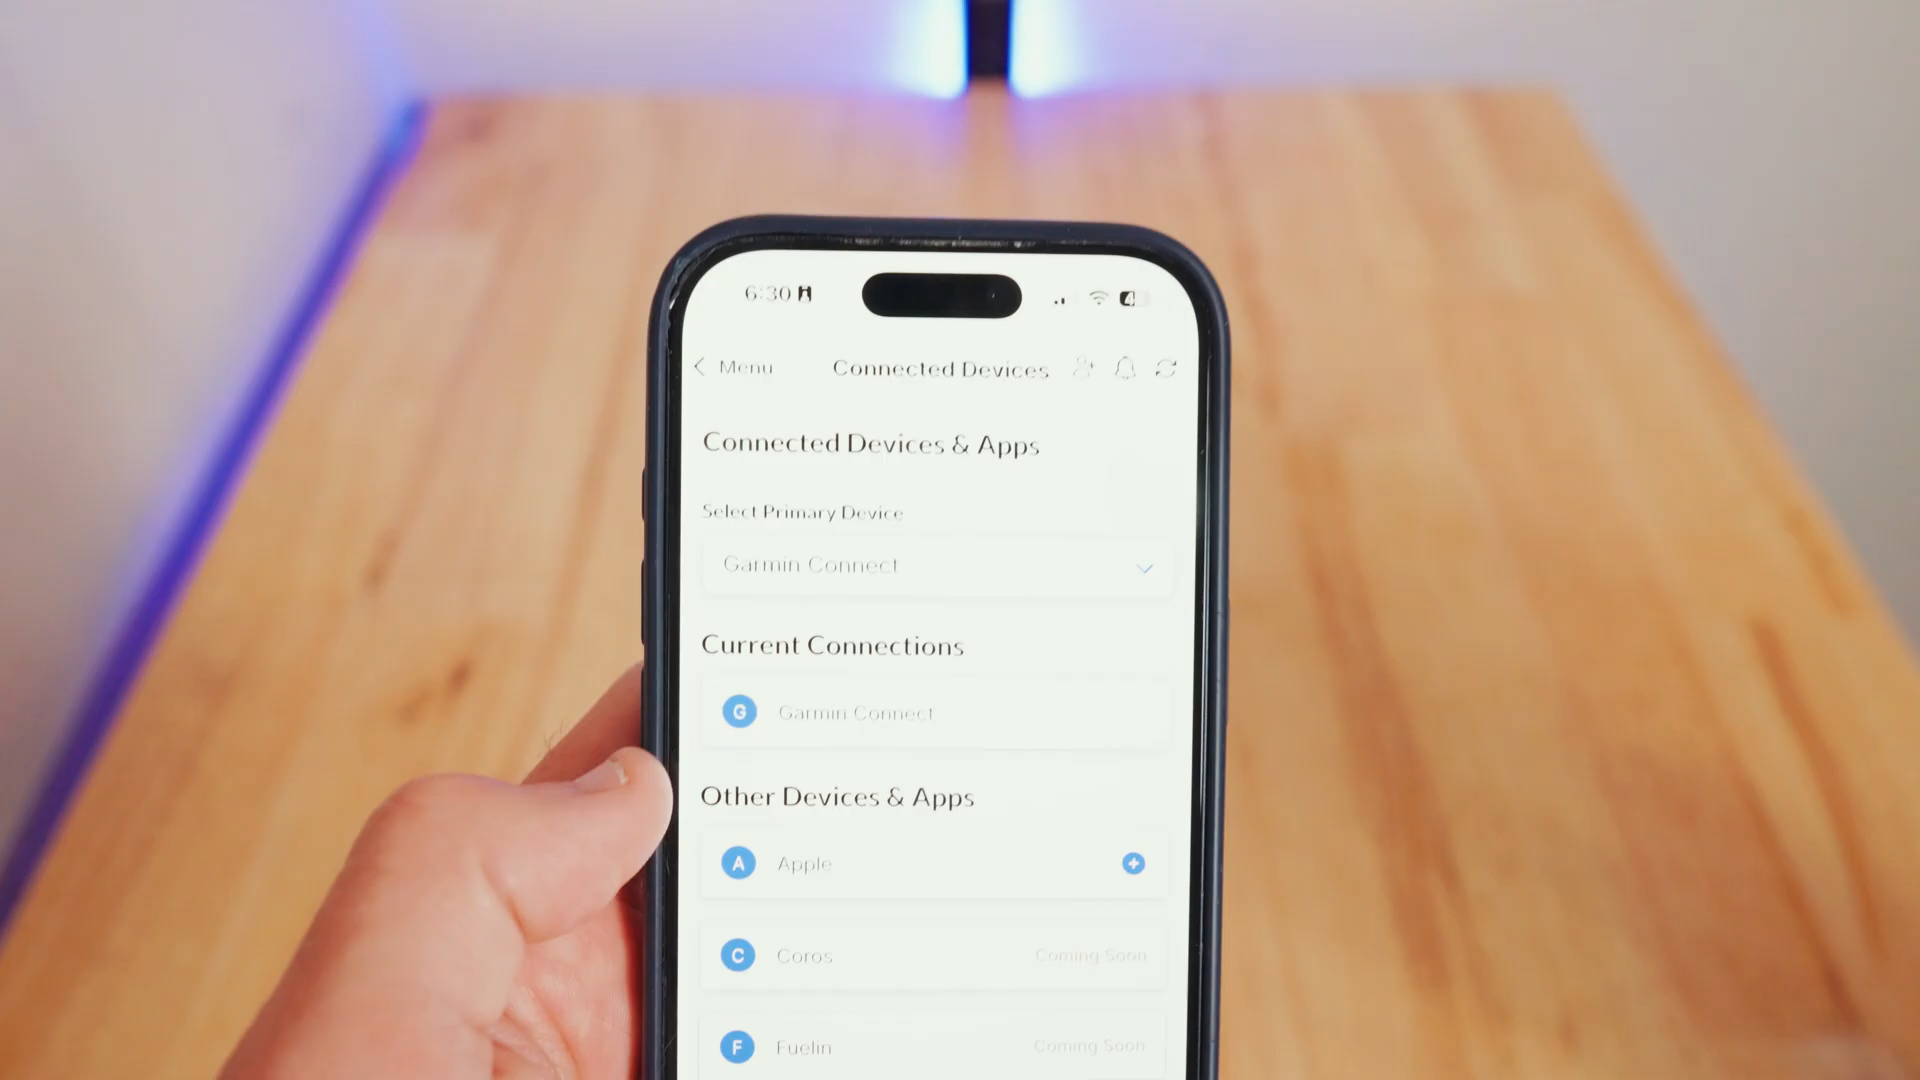 6:30
4
Menu Connected Devices
Connected Devices & Apps
Select Primary Device
Garmin Connect
Current Connections
G Garmin Connect
Other Devices & Apps
A Apple
C Coros Coming Soon
F Fuelin Coming Soon